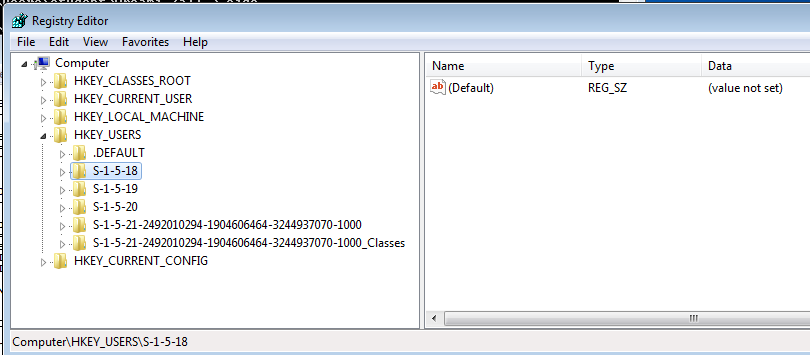 Registry Editor
File Edit View Favorites Help
Computer
HKEY_CLASSES_ROOT
HKEY_CURRENT_USER
HKEY_LOCAL_MACHINE
HKEY_USERS
.DEFAULT
S-1-5-18
S-1-5-19
S-1-5-20
S-1-5-21-2492010294-1904606464-3244937070-1000
S-1-5-21-2492010294-1904606464-3244937070-1000_Classes
HKEY_CURRENT_CONFIG
Name Type Data
ab (Default) REG_SZ (value not set)
Computer\HKEY_USERS\S-1-5-18